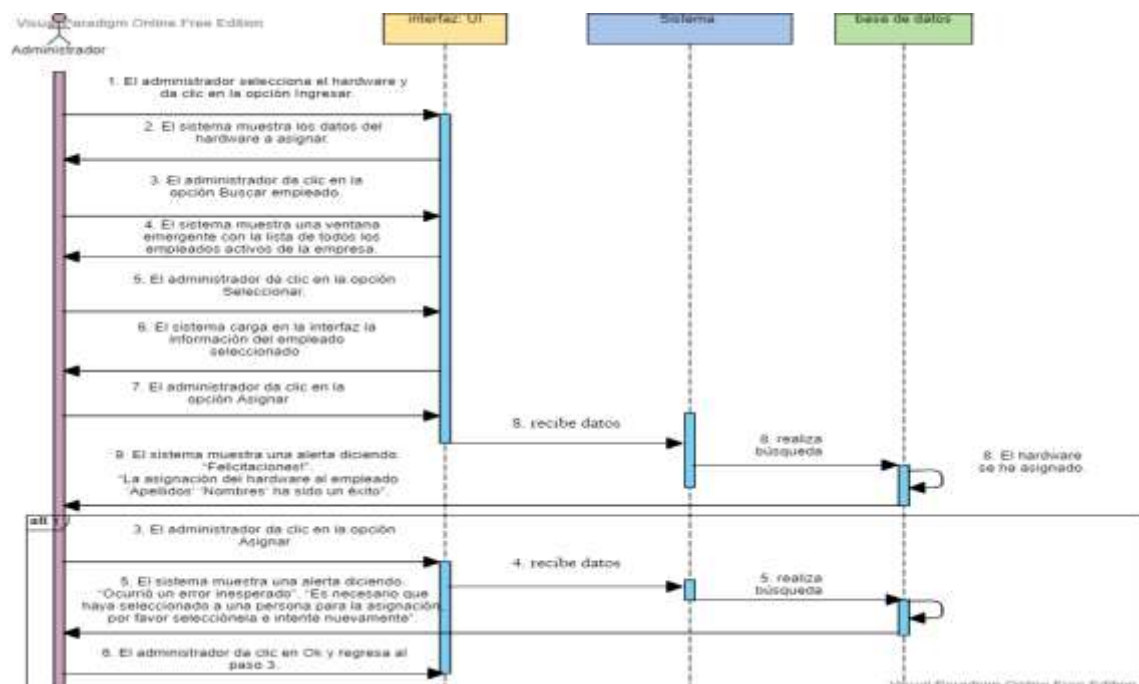 Visual Paradigm Online Free Edition
interfaz: UI
Sistema
base de datos
Administrador
1. El administrador selecciona el hardware y
da clic en la opción Ingresar.
2. El sistema muestra los datos del
hardware a asignar.
3. El administrador da clic en la
opción Buscar empleado.
4. El sistema muestra una ventana
emergente con la lista de todos los
empleados activos de la empresa.
5. El administrador da clic en la opción
Seleccionar.
6. El sistema carga en la interfaz la
información del empleado
seleccionado
7. El administrador da clic en la
opción Asignar
8. recibe datos
8. realiza
búsqueda
8. El hardware
se ha asignado.
9. El sistema muestra una alerta diciendo:
"Felicitaciones!".
"La asignación del hardware al empleado
'Apellidos' 'Nombres' ha sido un éxito".
alt
3. El administrador da clic en la opción
Asignar
4. recibe datos
5. realiza
búsqueda
5. El sistema muestra una alerta diciendo:
"Ocurrió un error inesperado". "Es necesario que
haya seleccionado a una persona para la asignación
por favor selecciónela e intente nuevamente".
6. El administrador da clic en Ok y regresa al
paso 3.
Visual Paradigm Online Free Edition